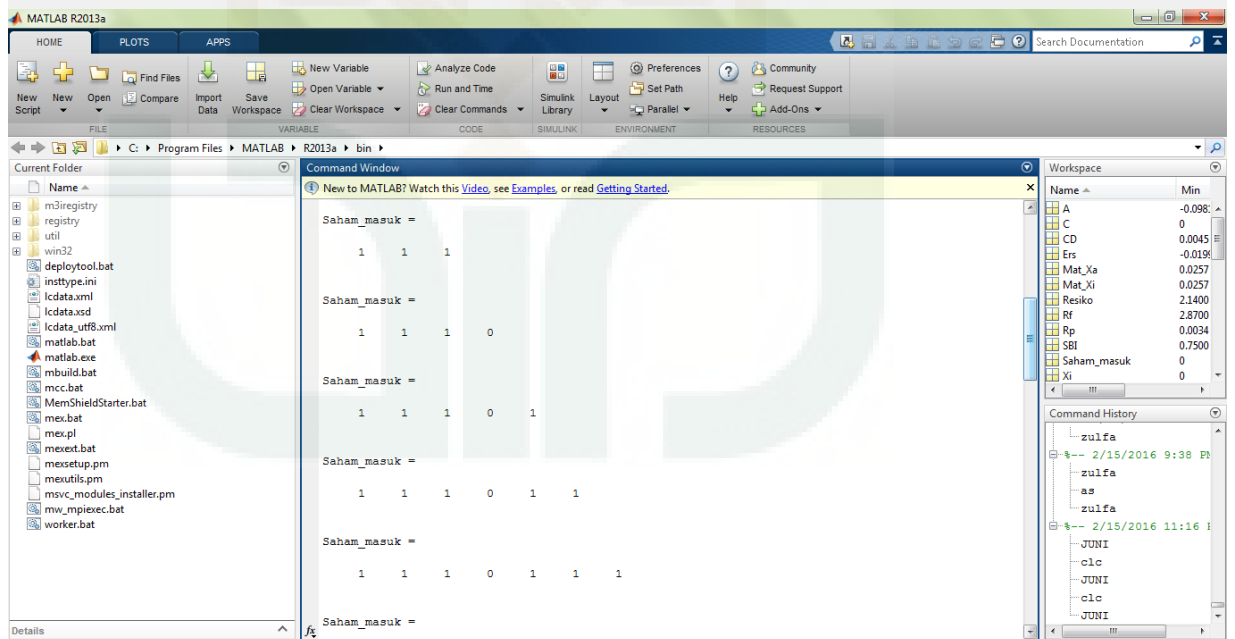 MATLAB R2013a
HOME PLOTS APPS
Search Documentation
New Script
New
Open
Find Files
Compare
Import Data
Save Workspace
New Variable
Open Variable
Clear Workspace
Analyze Code
Run and Time
Clear Commands
Simulink Library
Layout
Preferences
Set Path
Parallel
Help
Community
Request Support
Add-Ons
FILE VARIABLE CODE SIMULINK ENVIRONMENT RESOURCES
C: Program Files MATLAB R2013a bin
Current Folder
Name
m3iregistry
registry
util
win32
deploytool.bat
insttype.ini
lcdata.xml
lcdata.xsd
lcdata_utf8.xml
matlab.bat
matlab.exe
mbuild.bat
mcc.bat
MemShieldStarter.bat
mex.bat
mex.pl
mexext.bat
mexsetup.pm
mexutils.pm
msvc_modules_installer.pm
mw_mpiexec.bat
worker.bat
Details
Command Window
New to MATLAB? Watch this Video, see Examples, or read Getting Started.
Saham_masuk =
1 1 1
Saham_masuk =
1 1 1 0
Saham_masuk =
1 1 1 0 1
Saham_masuk =
1 1 1 0 1 1
Saham_masuk =
1 1 1 0 1 1 1
Saham_masuk =
fx
Workspace
Name Min
A -0.098
C 0
CD 0.0045
Ers -0.0199
Mat_Xa 0.0257
Mat_Xi 0.0257
Resiko 2.1400
Rf 2.8700
Rp 0.0034
SBI 0.7500
Saham_masuk 0
Xi 0
Command History
zulfa
%-- 2/15/2016 9:38 PM
zulfa
as
zulfa
%-- 2/15/2016 11:16
JUNI
clc
JUNI
clc
JUNI